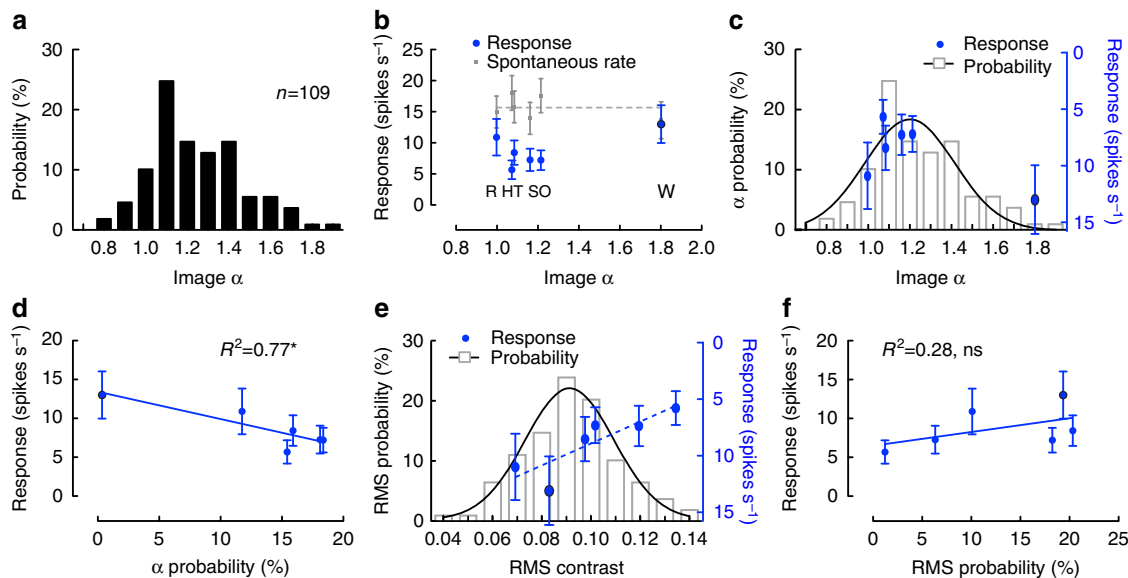 a
Probability (%)
30
20
10
0
n=109
0.8 1.0 1.2 1.4 1.6 1.8
Image α
b
Response (spikes s⁻¹)
25
20
15
10
5
0
Response
Spontaneous rate
R HT SO W
0.8 1.0 1.2 1.4 1.6 1.8 2.0
Image α
c
α probability (%)
30
20
10
0
Response
Probability
0
5
10
15
Response (spikes s⁻¹)
0.8 1.0 1.2 1.4 1.6 1.8
Image α
d
Response (spikes s⁻¹)
20
15
10
5
0
R²=0.77*
0 5 10 15 20
α probability (%)
e
RMS probability (%)
30
20
10
0
Response
Probability
0
5
10
15
Response (spikes s⁻¹)
0.04 0.06 0.08 0.10 0.12 0.14
RMS contrast
f
Response (spikes s⁻¹)
20
15
10
5
0
R²=0.28, ns
0 5 10 15 20 25
RMS probability (%)